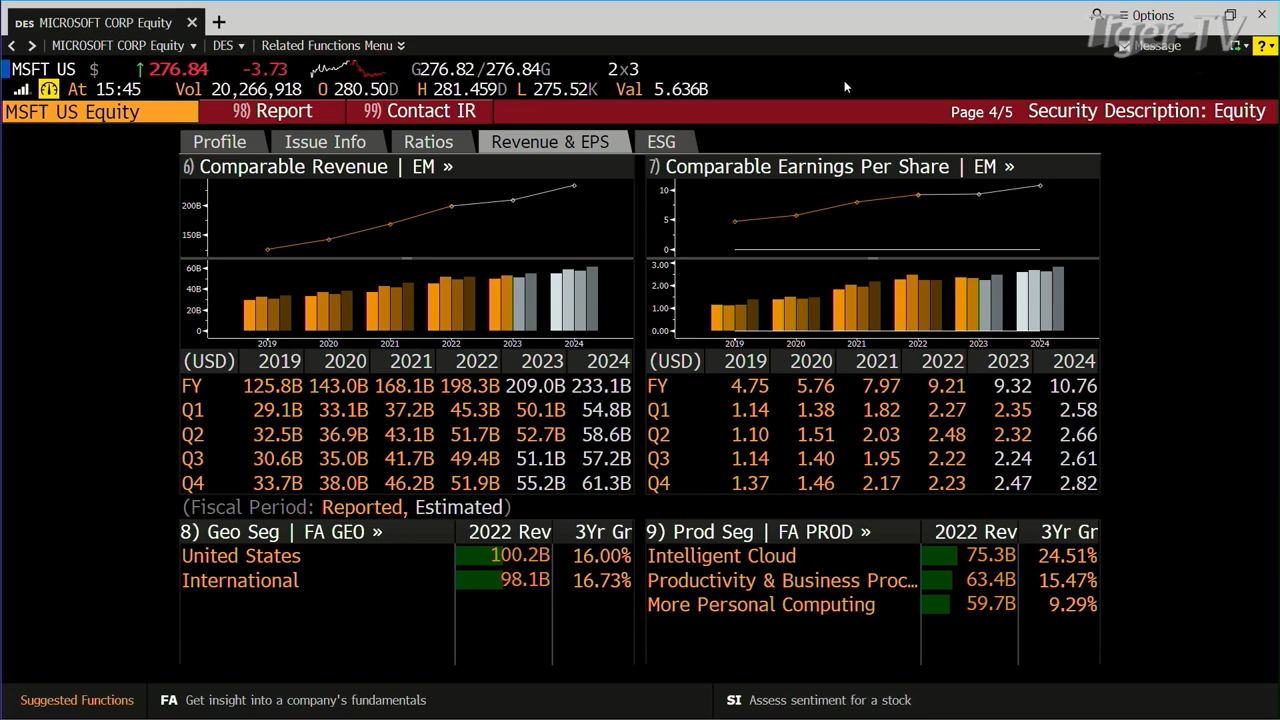 DES MICROSOFT CORP Equity × +
Options
Tiger-TV
< > MICROSOFT CORP Equity ▾ DES ▾ Related Functions Menu
Message ? ▾
MSFT US $ ↑ 276.84 -3.73 G276.82/276.84G 2×3
At 15:45 Vol 20,266,918 O 280.50D H 281.459D L 275.52K Val 5.636B
MSFT US Equity 98) Report 99) Contact IR Page 4/5 Security Description: Equity
Profile Issue Info Ratios Revenue & EPS ESG
6) Comparable Revenue | EM » 7) Comparable Earnings Per Share | EM »
200B
150B
60B
40B
20B
0
2019 2020 2021 2022 2023 2024
10
5
0
3.00
2.00
1.00
0.00
2019 2020 2021 2022 2023 2024
(USD) 2019 2020 2021 2022 2023 2024
FY 125.8B 143.0B 168.1B 198.3B 209.0B 233.1B
Q1 29.1B 33.1B 37.2B 45.3B 50.1B 54.8B
Q2 32.5B 36.9B 43.1B 51.7B 52.7B 58.6B
Q3 30.6B 35.0B 41.7B 49.4B 51.1B 57.2B
Q4 33.7B 38.0B 46.2B 51.9B 55.2B 61.3B
(Fiscal Period: Reported, Estimated)
(USD) 2019 2020 2021 2022 2023 2024
FY 4.75 5.76 7.97 9.21 9.32 10.76
Q1 1.14 1.38 1.82 2.27 2.35 2.58
Q2 1.10 1.51 2.03 2.48 2.32 2.66
Q3 1.14 1.40 1.95 2.22 2.24 2.61
Q4 1.37 1.46 2.17 2.23 2.47 2.82
8) Geo Seg | FA GEO » 2022 Rev 3Yr Gr
United States 100.2B 16.00%
International 98.1B 16.73%
9) Prod Seg | FA PROD » 2022 Rev 3Yr Gr
Intelligent Cloud 75.3B 24.51%
Productivity & Business Proc... 63.4B 15.47%
More Personal Computing 59.7B 9.29%
Suggested Functions FA Get insight into a company's fundamentals SI Assess sentiment for a stock